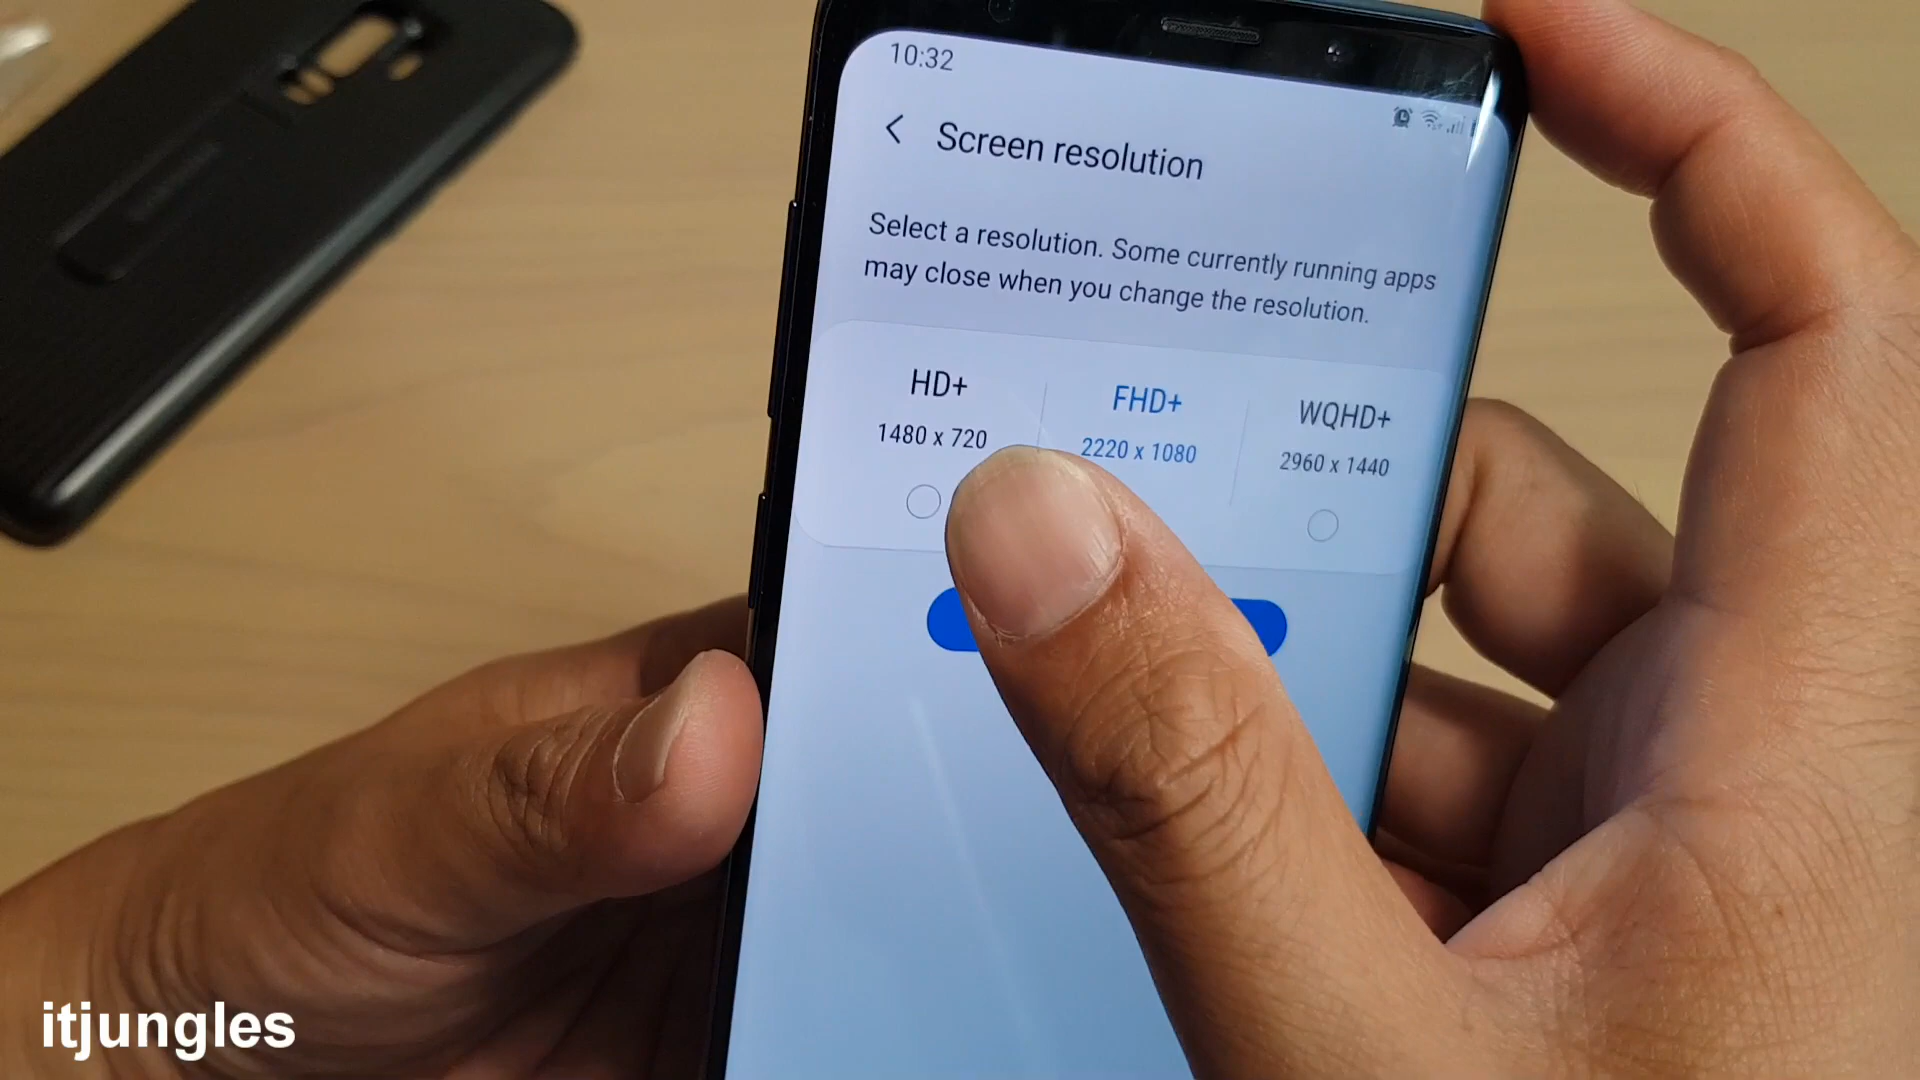 10:32
Screen resolution
Select a resolution. Some currently running apps
may close when you change the resolution.
HD+
FHD+
WQHD+
1480 x 720
2220 x 1080
2960 x 1440
itjungles